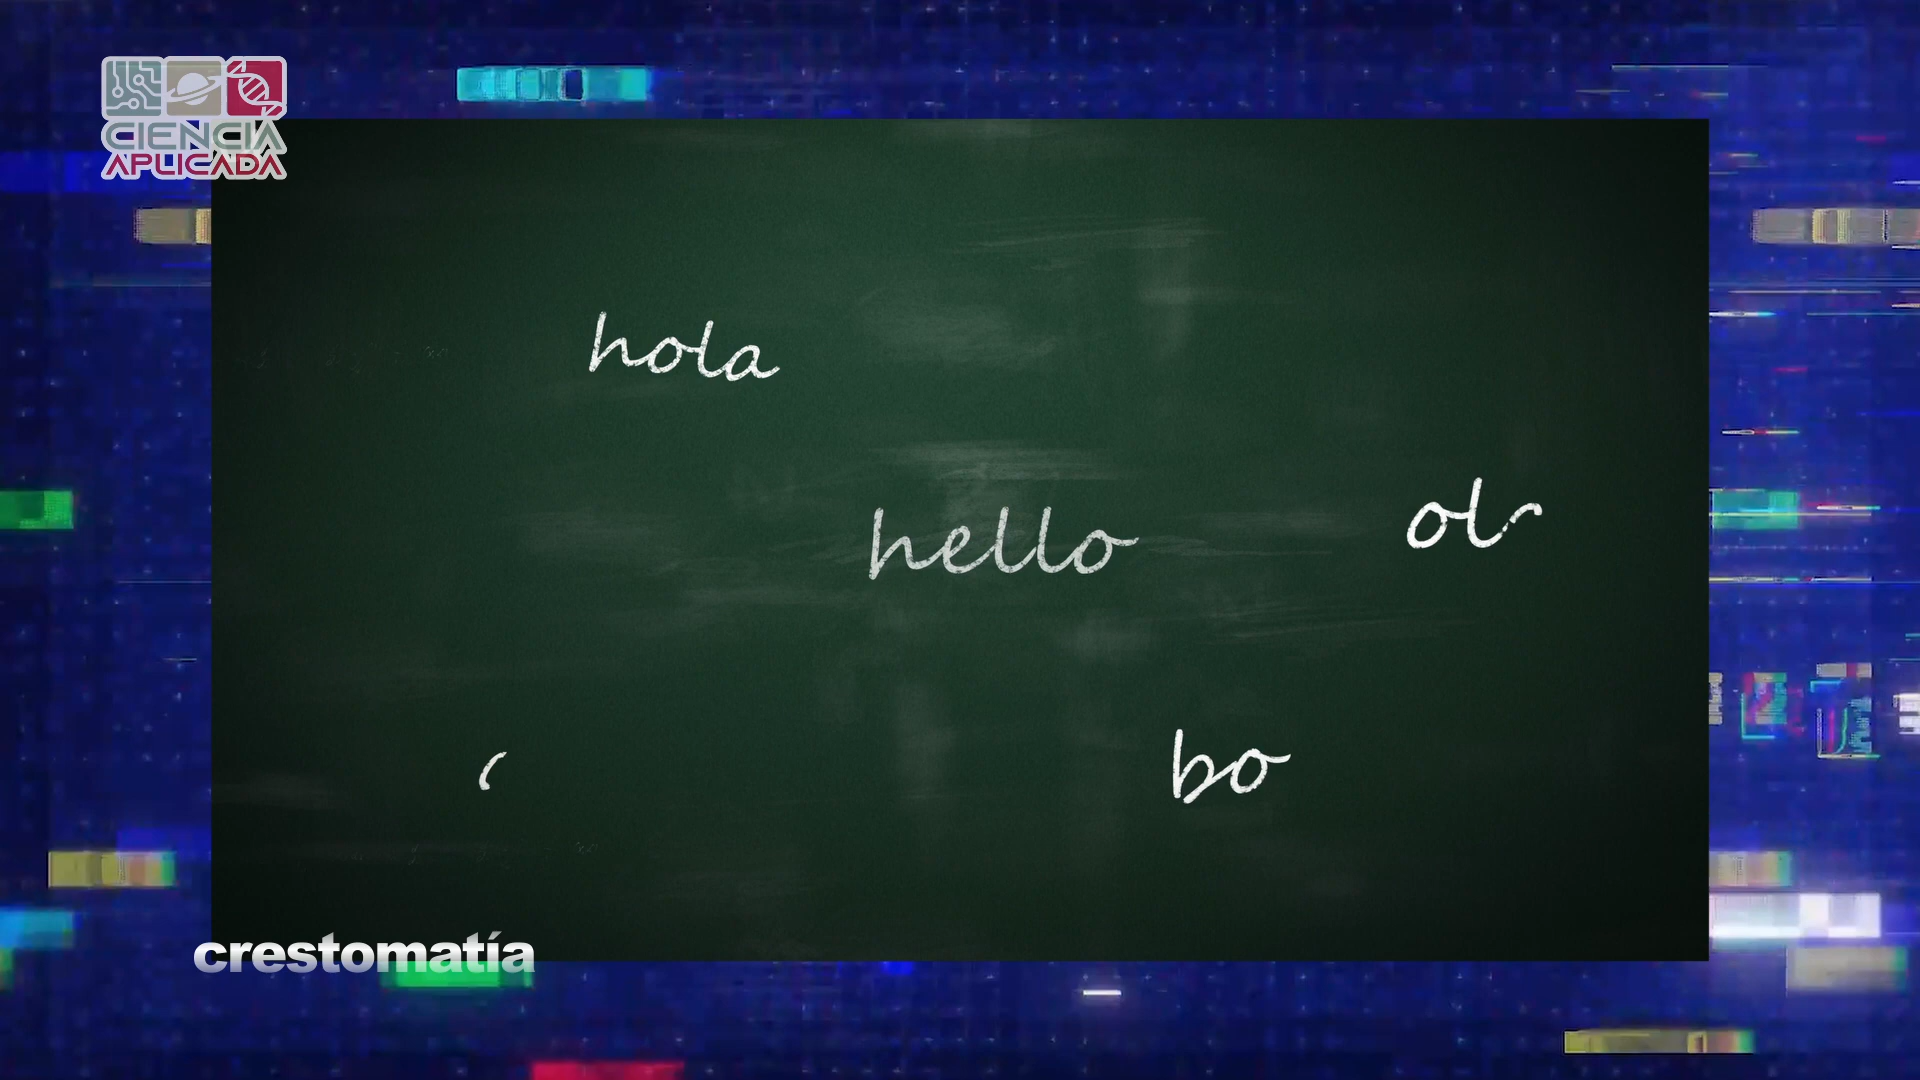 CIENCIA
APLICADA
hola
hello
ol
bo
crestomatía